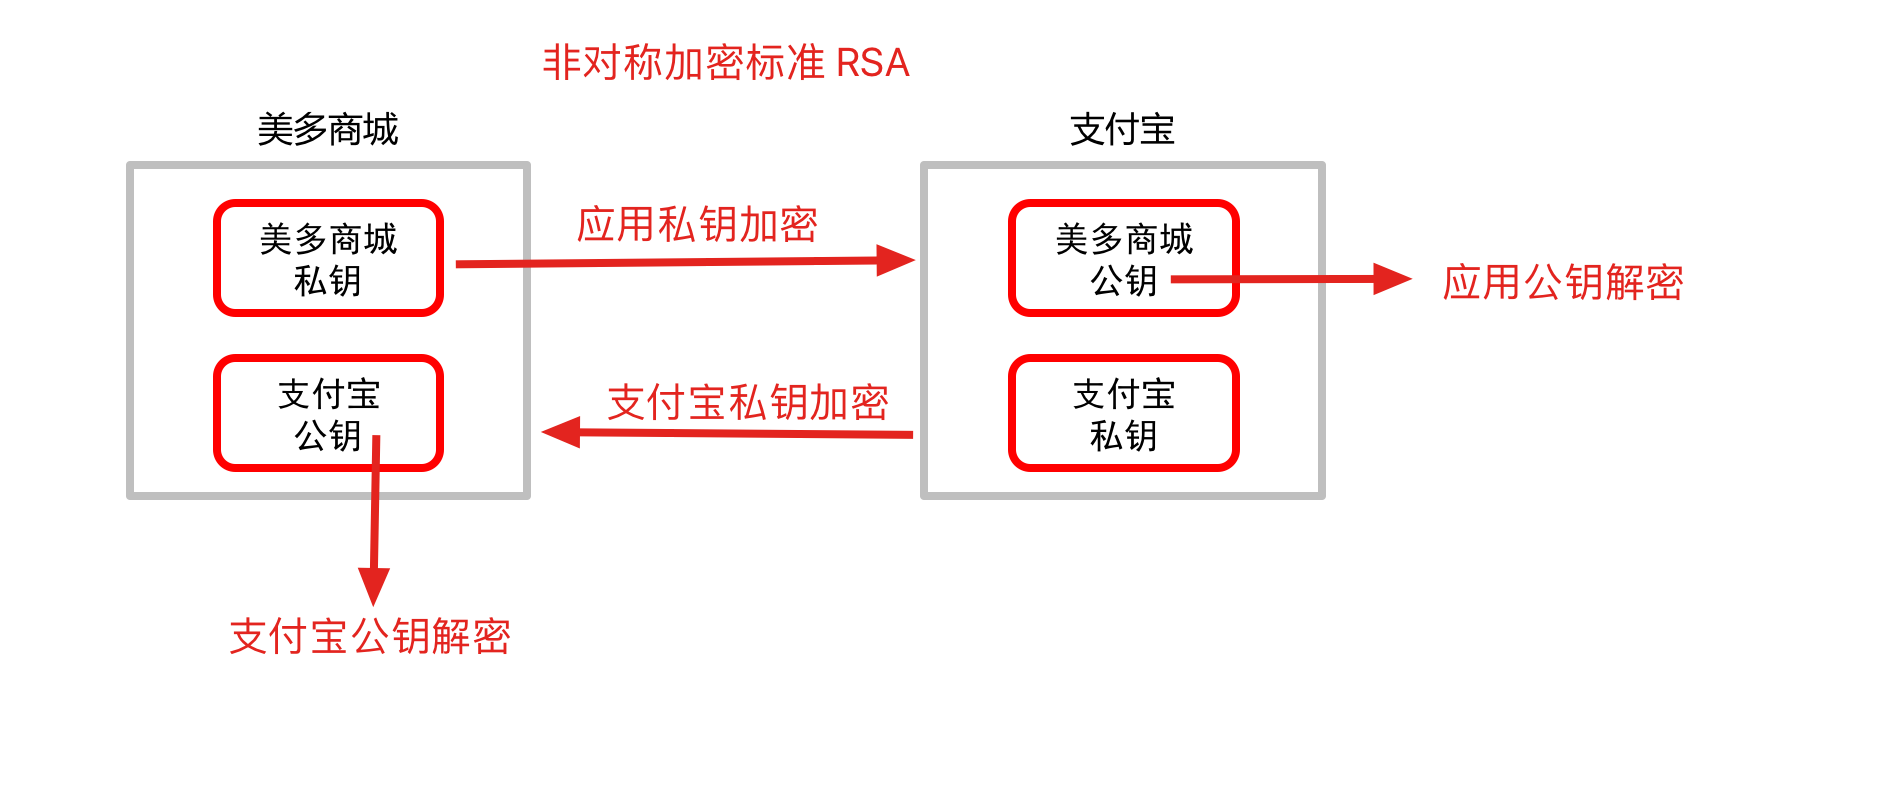 非对称加密标准 RSA
美多商城
支付宝
美多商城
私钥
应用私钥加密
美多商城
公钥
应用公钥解密
支付宝
公钥
支付宝私钥加密
支付宝
私钥
支付宝公钥解密